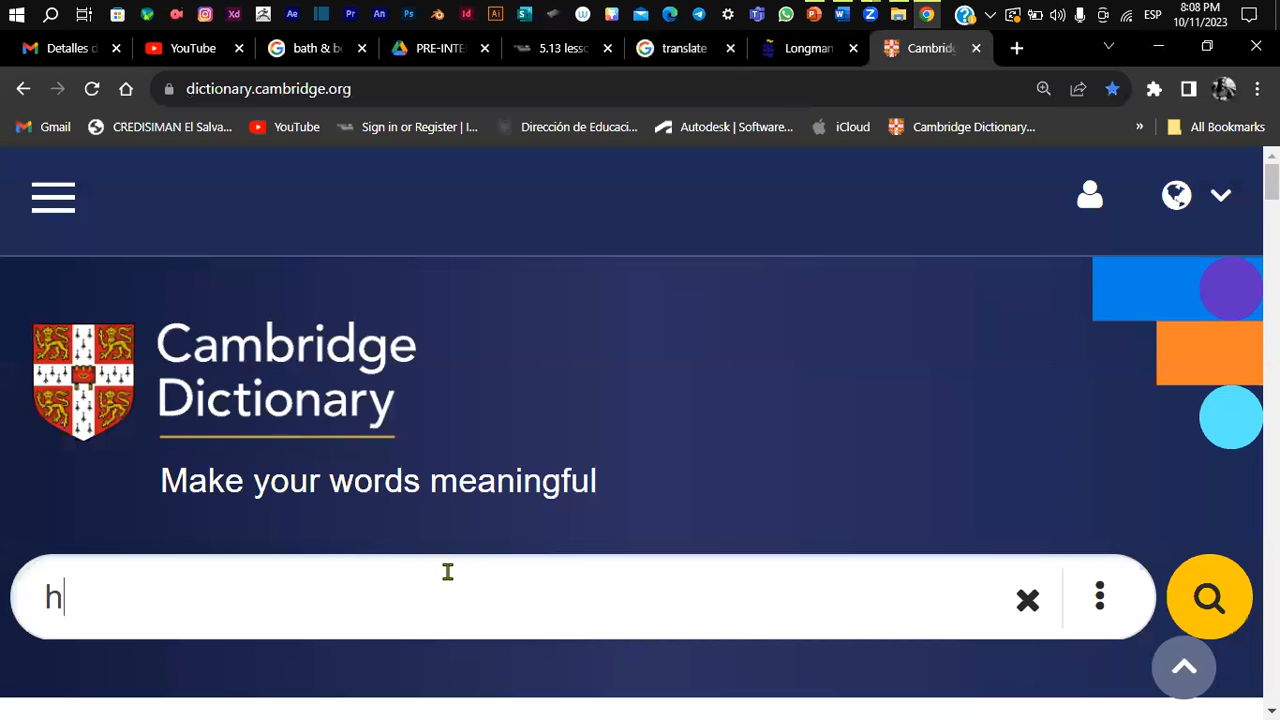 ESP
8:08 PM
10/11/2023
Detalles d
YouTube
bath & bo
PRE-INTE
5.13 lesso
translate
Longman
Cambrid
dictionary.cambridge.org
Gmail
CREDISIMAN El Salva...
YouTube
Sign in or Register | I...
Dirección de Educaci...
Autodesk | Software...
iCloud
Cambridge Dictionary...
»
All Bookmarks
Cambridge
Dictionary
Make your words meaningful
h